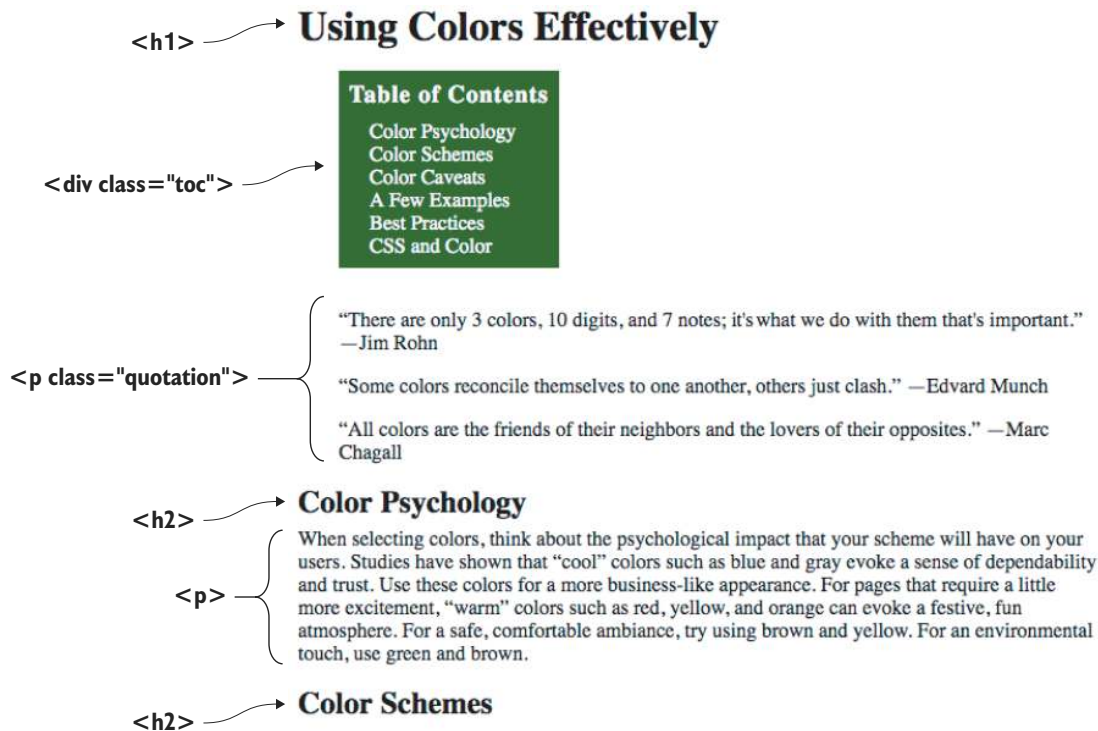 <h1>
Using Colors Effectively
<div class="toc">
Table of Contents
Color Psychology
Color Schemes
Color Caveats
A Few Examples
Best Practices
CSS and Color
<p class="quotation">
“There are only 3 colors, 10 digits, and 7 notes; it's what we do with them that's important.”
—Jim Rohn
“Some colors reconcile themselves to one another, others just clash.” —Edvard Munch
“All colors are the friends of their neighbors and the lovers of their opposites.” —Marc
Chagall
<h2>
Color Psychology
<p>
When selecting colors, think about the psychological impact that your scheme will have on your
users. Studies have shown that “cool” colors such as blue and gray evoke a sense of dependability
and trust. Use these colors for a more business-like appearance. For pages that require a little
more excitement, “warm” colors such as red, yellow, and orange can evoke a festive, fun
atmosphere. For a safe, comfortable ambiance, try using brown and yellow. For an environmental
touch, use green and brown.
<h2>
Color Schemes